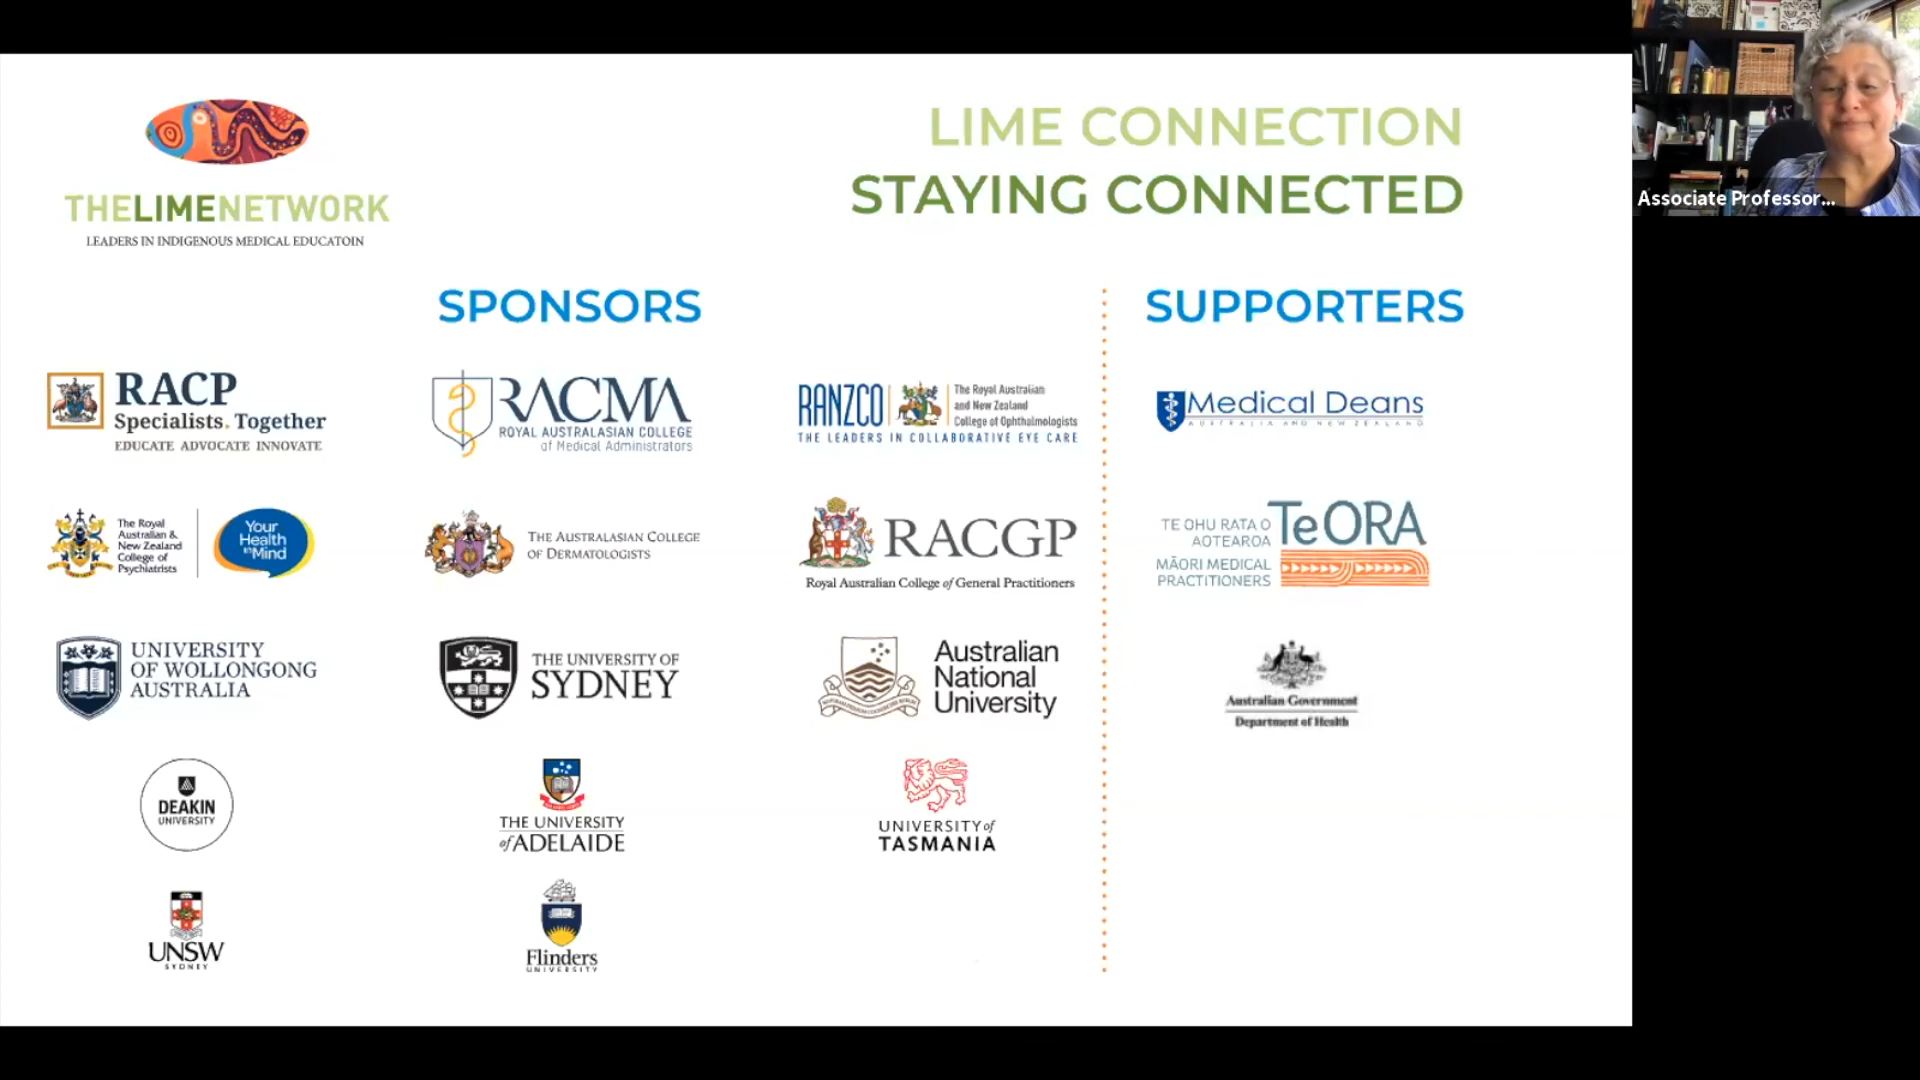 THELIMENETWORK
LEADERS IN INDIGENOUS MEDICAL EDUCATOIN
LIME CONNECTION
STAYING CONNECTED
Associate Professor...
SPONSORS
RACP
Specialists. Together
EDUCATE ADVOCATE INNOVATE
RACMA
ROYAL AUSTRALASIAN COLLEGE
of Medical Administrators
RANZCO
The Royal Australian
and New Zealand
College of Ophthalmologists
THE LEADERS IN COLLABORATIVE EYE CARE
The Royal
Australian &
New Zealand
College of
Psychiatrists
Your
Health
in Mind
THE AUSTRALASIAN COLLEGE
OF DERMATOLOGISTS
RACGP
Royal Australian College of General Practitioners
UNIVERSITY
OF WOLLONGONG
AUSTRALIA
THE UNIVERSITY OF
SYDNEY
Australian
National
University
DEAKIN
UNIVERSITY
THE UNIVERSITY
of ADELAIDE
UNIVERSITY of
TASMANIA
UNSW
SYDNEY
Flinders
UNIVERSITY
SUPPORTERS
Medical Deans
AUSTRALIA AND NEW ZEALAND
TE OHU RATA O
AOTEAROA
Te ORA
MĀORI MEDICAL
PRACTITIONERS
Australian Government
Department of Health